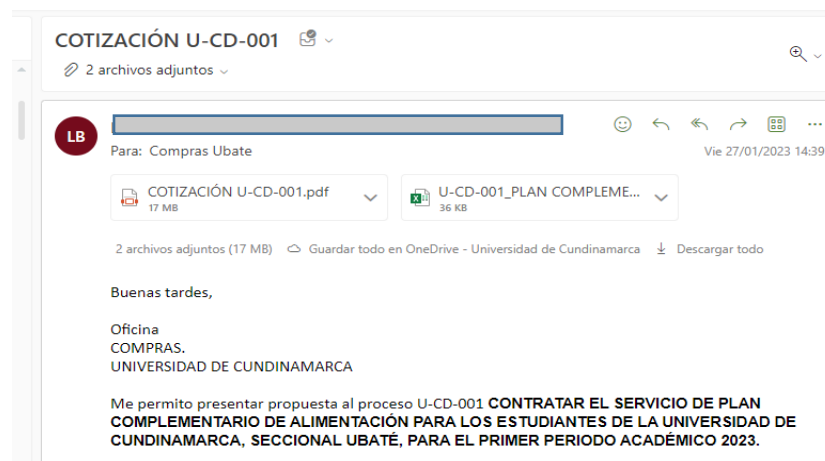 COTIZACIÓN U-CD-001
2 archivos adjuntos
LB
Para: Compras Ubate
Vie 27/01/2023 14:39
COTIZACIÓN U-CD-001.pdf
17 MB
U-CD-001_PLAN COMPLEME...
36 KB
2 archivos adjuntos (17 MB) Guardar todo en OneDrive - Universidad de Cundinamarca Descargar todo
Buenas tardes,
Oficina
COMPRAS.
UNIVERSIDAD DE CUNDINAMARCA
Me permito presentar propuesta al proceso U-CD-001 CONTRATAR EL SERVICIO DE PLAN
COMPLEMENTARIO DE ALIMENTACIÓN PARA LOS ESTUDIANTES DE LA UNIVERSIDAD DE
CUNDINAMARCA, SECCIONAL UBATÉ, PARA EL PRIMER PERIODO ACADÉMICO 2023.